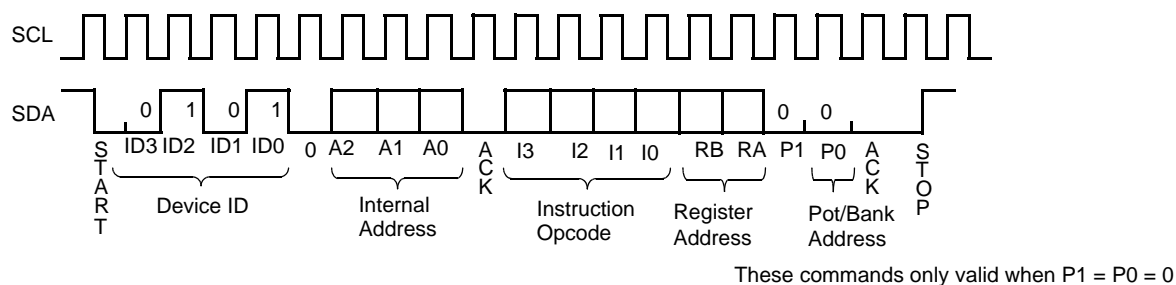 SCL
SDA
0 1 0 1 0 0
ID3 ID2 ID1 ID0 0 A2 A1 A0 I3 I2 I1 I0 RB RA P1 P0
START
ACK
ACK
STOP
Device ID
Internal Address
Instruction Opcode
Register Address
Pot/Bank Address
These commands only valid when P1 = P0 = 0